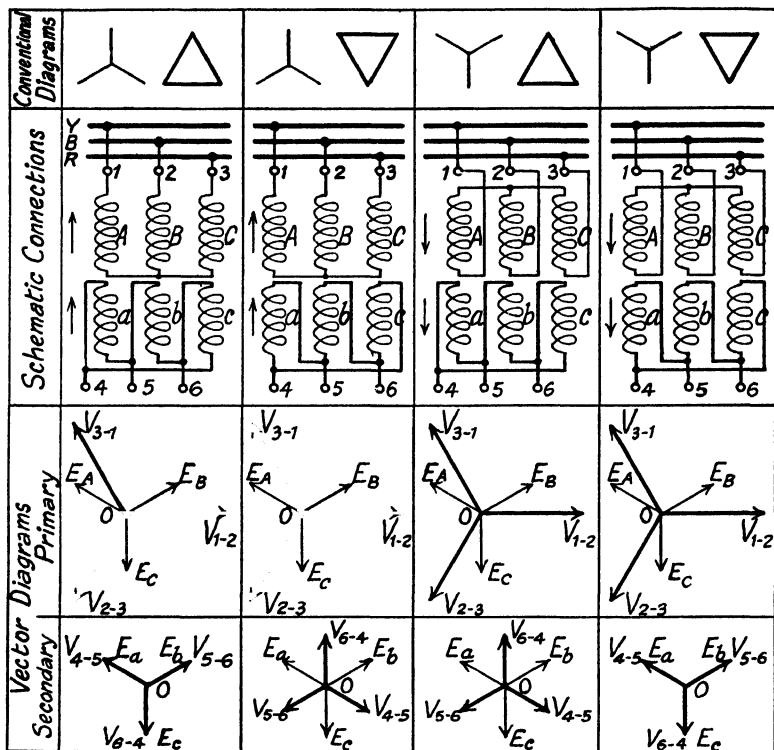 Conventional Diagrams
Schematic Connections
Y
B
R
1 2 3
A B C
a b c
4 5 6
1 2 3
A B C
a b c
4 5 6
1 2 3
A B C
a b c
4 5 6
1 2 3
A B C
a b c
4 5 6
Vector Diagrams
Primary
V3-1
EA EB
O
V1-2
EC
V2-3
V3-1
EA EB
O
V1-2
EC
V2-3
V3-1
EA EB
O
V1-2
EC
V2-3
V3-1
EA EB
O
V1-2
EC
V2-3
Secondary
V4-5 Ea Eb V5-6
O
V6-4 Ec
V6-4
Ea Eb
O
V5-6 V4-5
Ec
V6-4
Ea Eb
O
V5-6 V4-5
Ec
V4-5 Ea Eb V5-6
O
V6-4 Ec